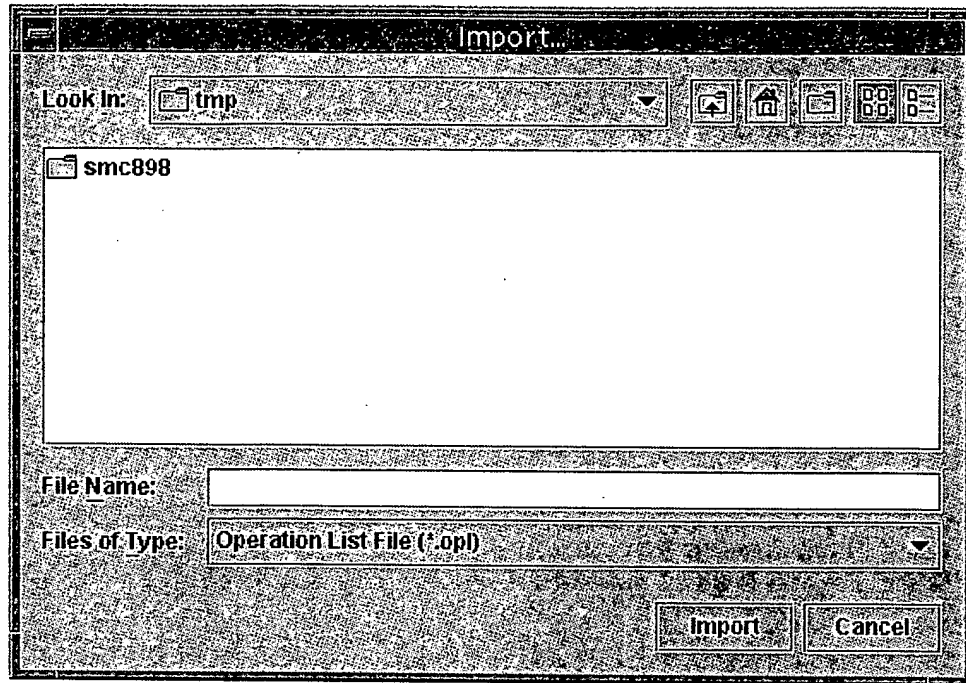 Import...
Look In: tmp
smc898
File Name:
Files of Type: Operation List File (*.opl)
Import Cancel